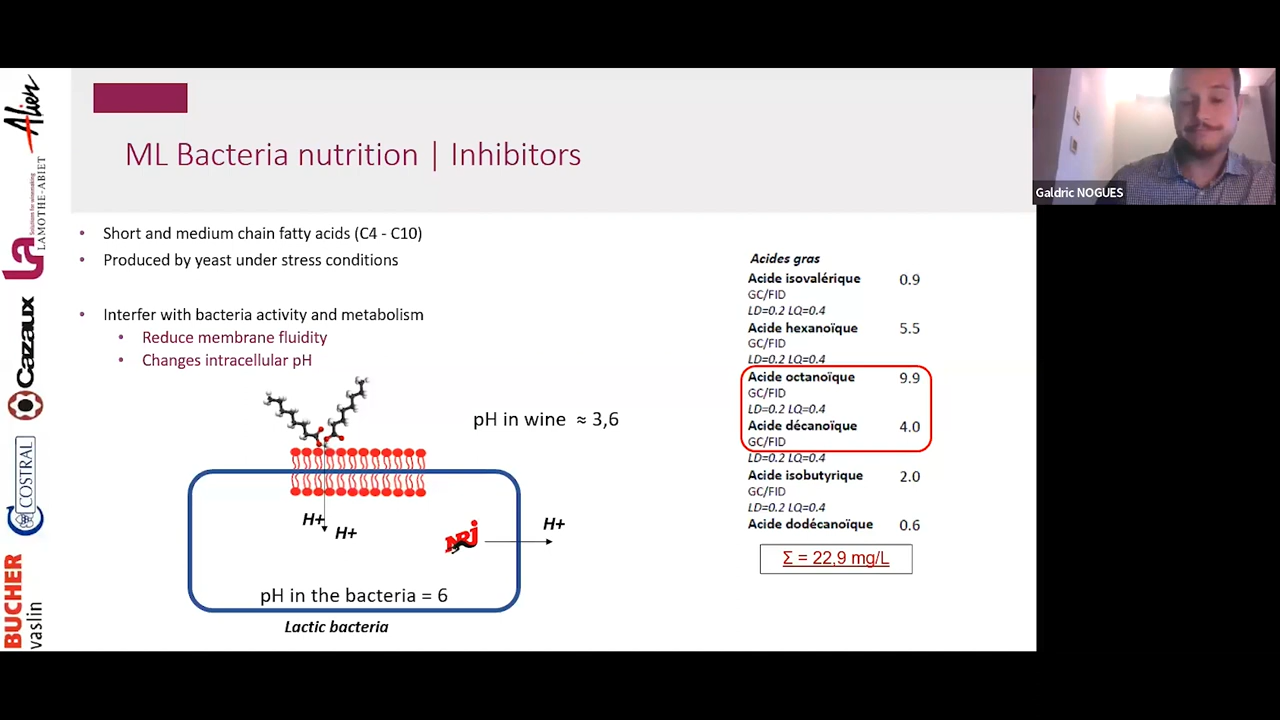 ML Bacteria nutrition | Inhibitors
Galdric NOGUES
Alien
Solutions for winemaking
LAMOTHE-ABIET
La
Cazaux
COSTRAL
BUCHER
vaslin
• Short and medium chain fatty acids (C4 - C10)
• Produced by yeast under stress conditions
• Interfer with bacteria activity and metabolism
• Reduce membrane fluidity
• Changes intracellular pH
pH in wine ≈ 3,6
H+
H+
NRJ
H+
pH in the bacteria = 6
Lactic bacteria
Acides gras
Acide isovalérique 0.9
GC/FID
LD=0.2 LQ=0.4
Acide hexanoïque 5.5
GC/FID
LD=0.2 LQ=0.4
Acide octanoïque 9.9
GC/FID
LD=0.2 LQ=0.4
Acide décanoïque 4.0
GC/FID
LD=0.2 LQ=0.4
Acide isobutyrique 2.0
GC/FID
LD=0.2 LQ=0.4
Acide dodécanoïque 0.6
Σ = 22,9 mg/L